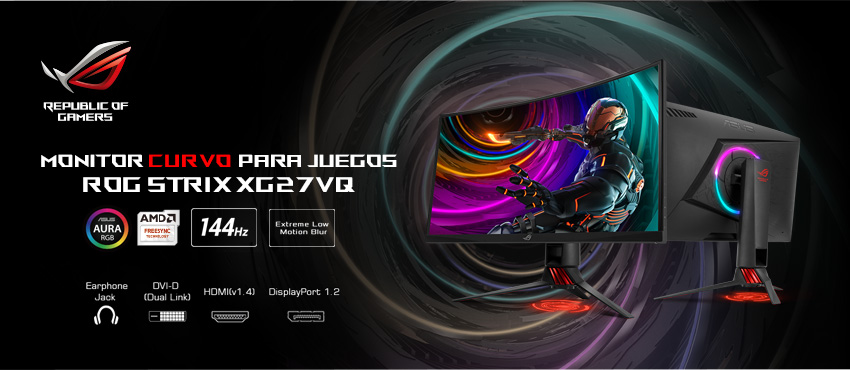 REPUBLIC OF
GAMERS
MONITOR CURVO PARA JUEGOS
ROG STRIX XG27VQ
ASUS
AURA
RGB
AMD
FREESYNC
TECHNOLOGY
144Hz
Extreme Low
Motion Blur
Earphone
Jack
DVI-D
(Dual Link)
HDMI(v1.4)
DisplayPort 1.2